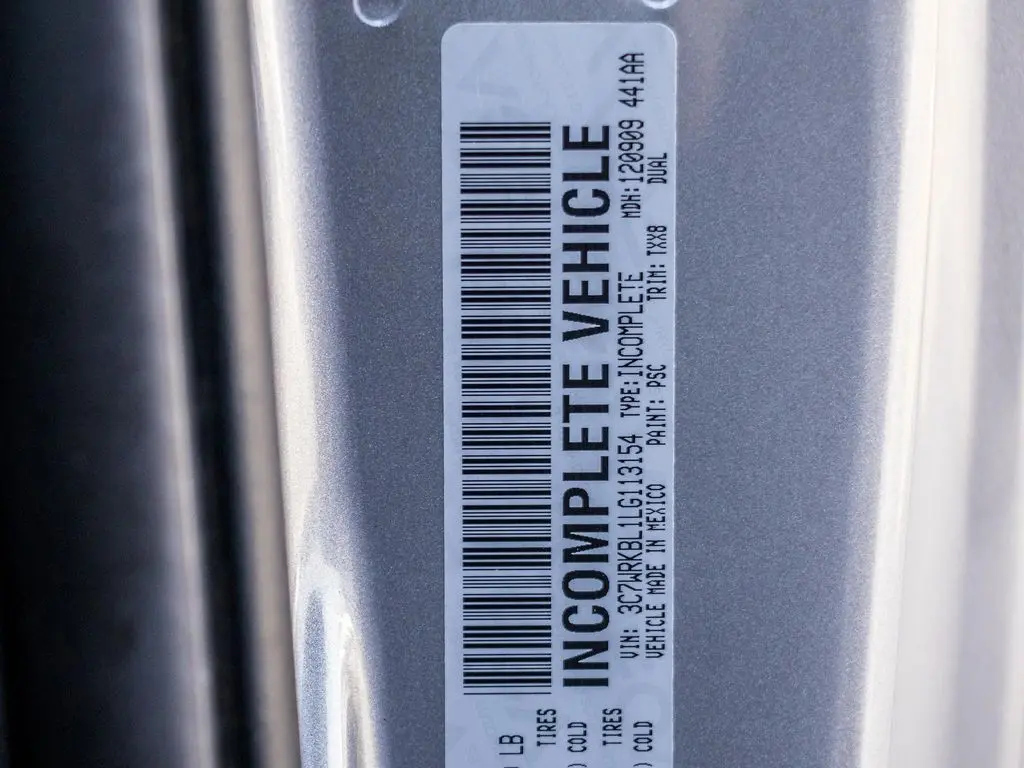 LB
TIRES
COLD
TIRES
COLD
INCOMPLETE VEHICLE
VIN: 3C7WRKBL1LG113154 TYPE:INCOMPLETE MDH:120909 441AA
VEHICLE MADE IN MEXICO PAINT: PSC TRIM: TXX8 DUAL